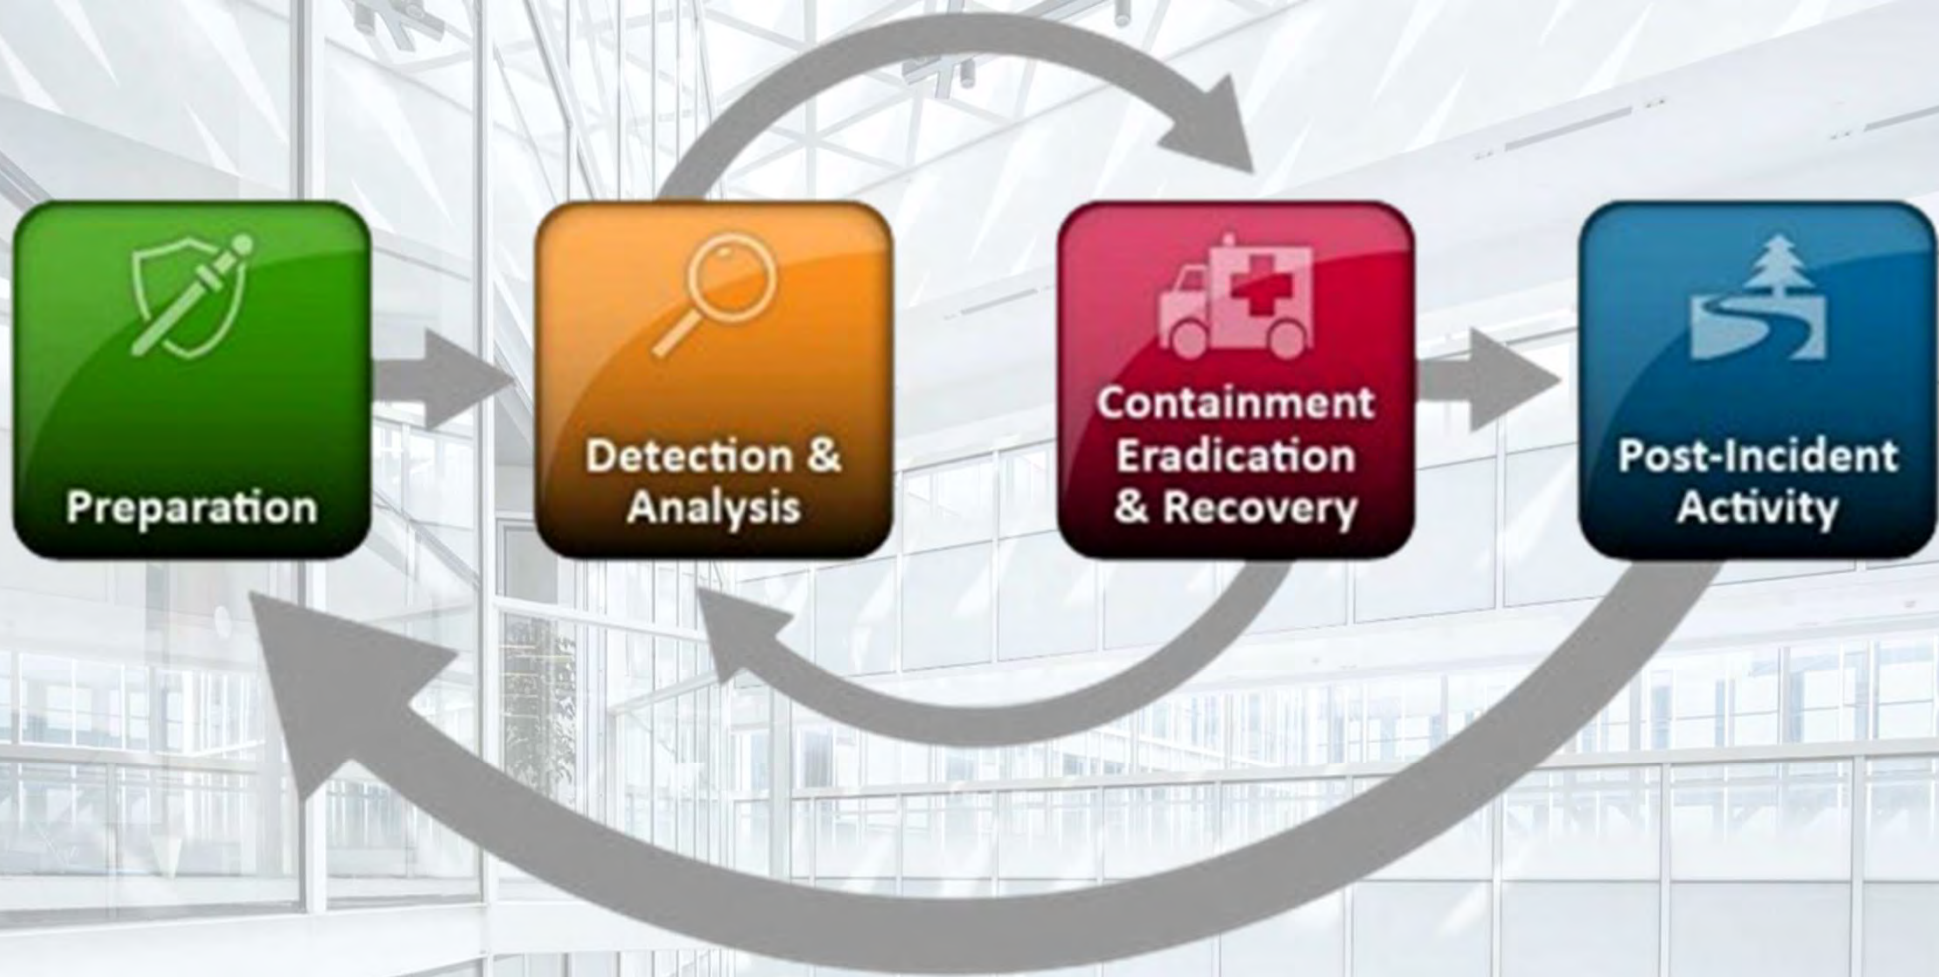 Preparation
Detection &
Analysis
Containment
Eradication
& Recovery
Post-Incident
Activity